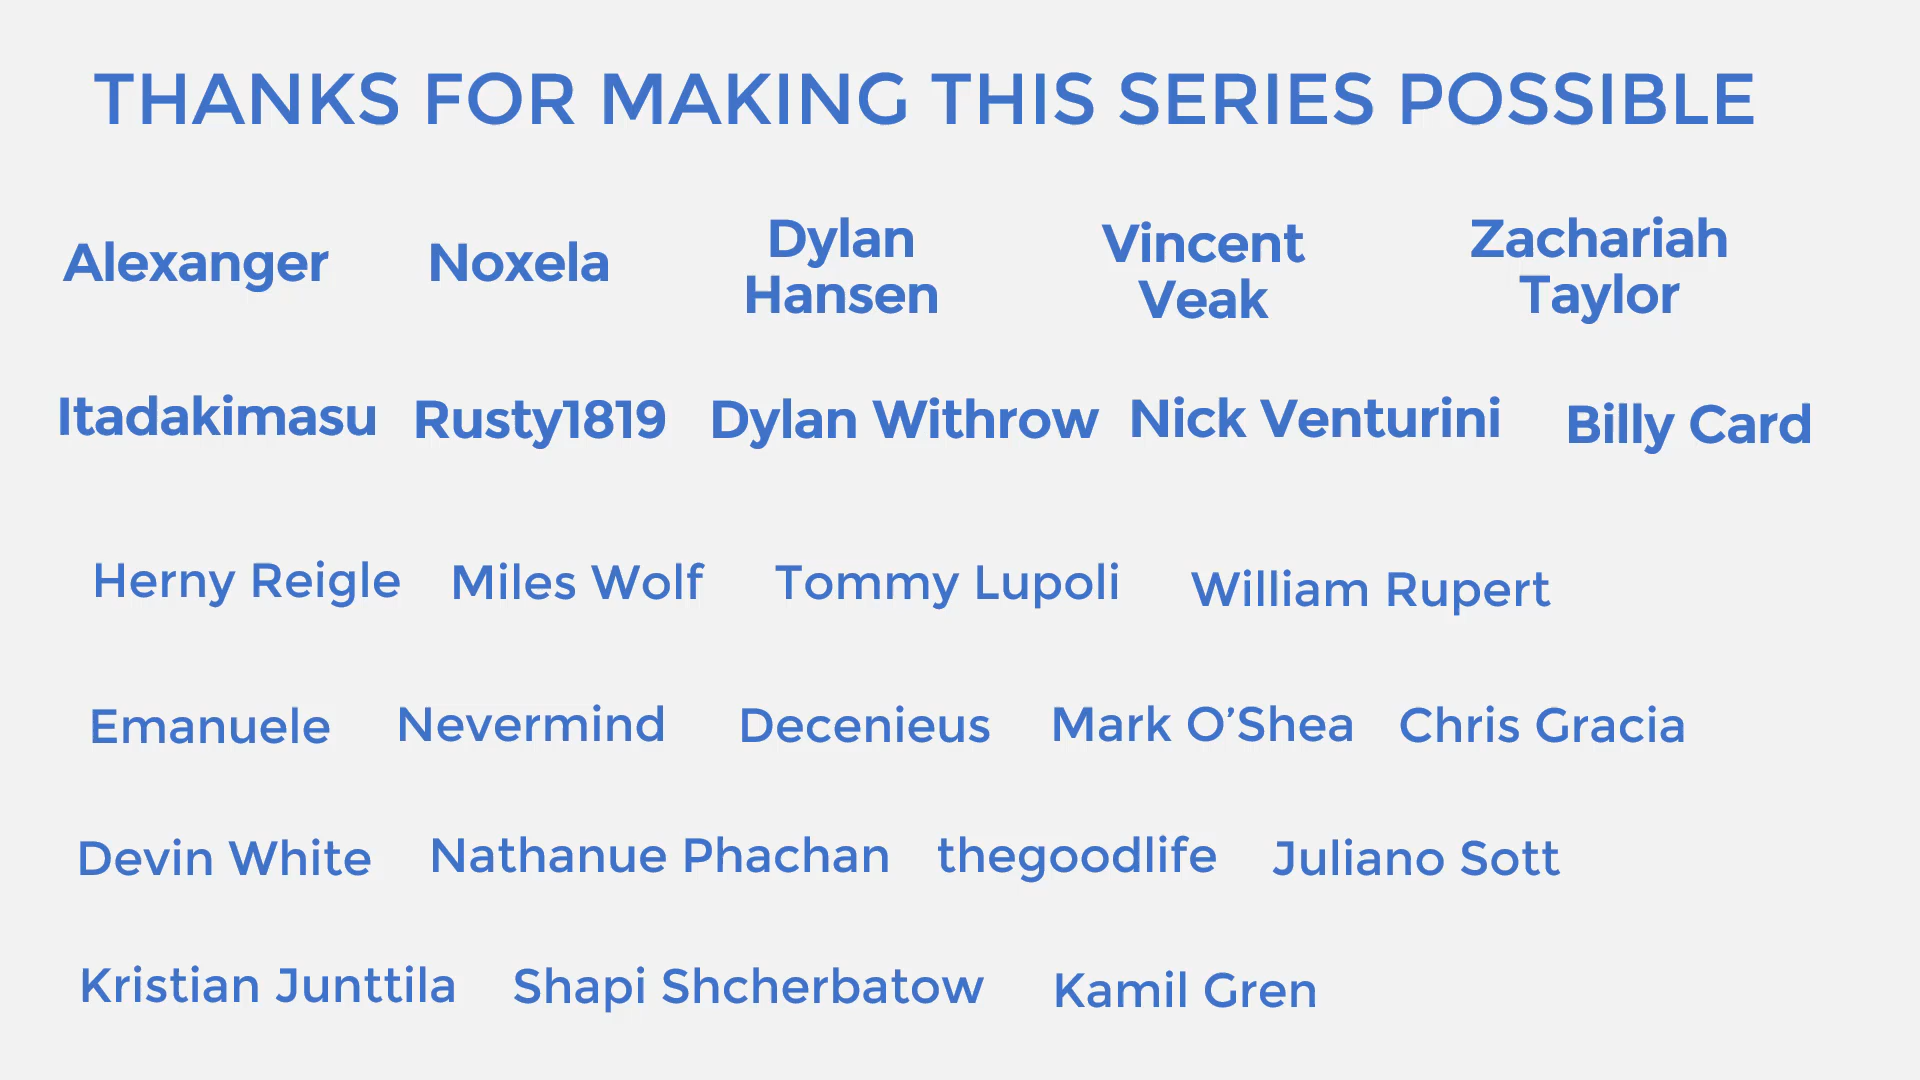 THANKS FOR MAKING THIS SERIES POSSIBLE
Alexanger Noxela Dylan Hansen Vincent Veak Zachariah Taylor
Itadakimasu Rusty1819 Dylan Withrow Nick Venturini Billy Card
Herny Reigle Miles Wolf Tommy Lupoli William Rupert
Emanuele Nevermind Decenieus Mark O’Shea Chris Gracia
Devin White Nathanue Phachan thegoodlife Juliano Sott
Kristian Junttila Shapi Shcherbatow Kamil Gren